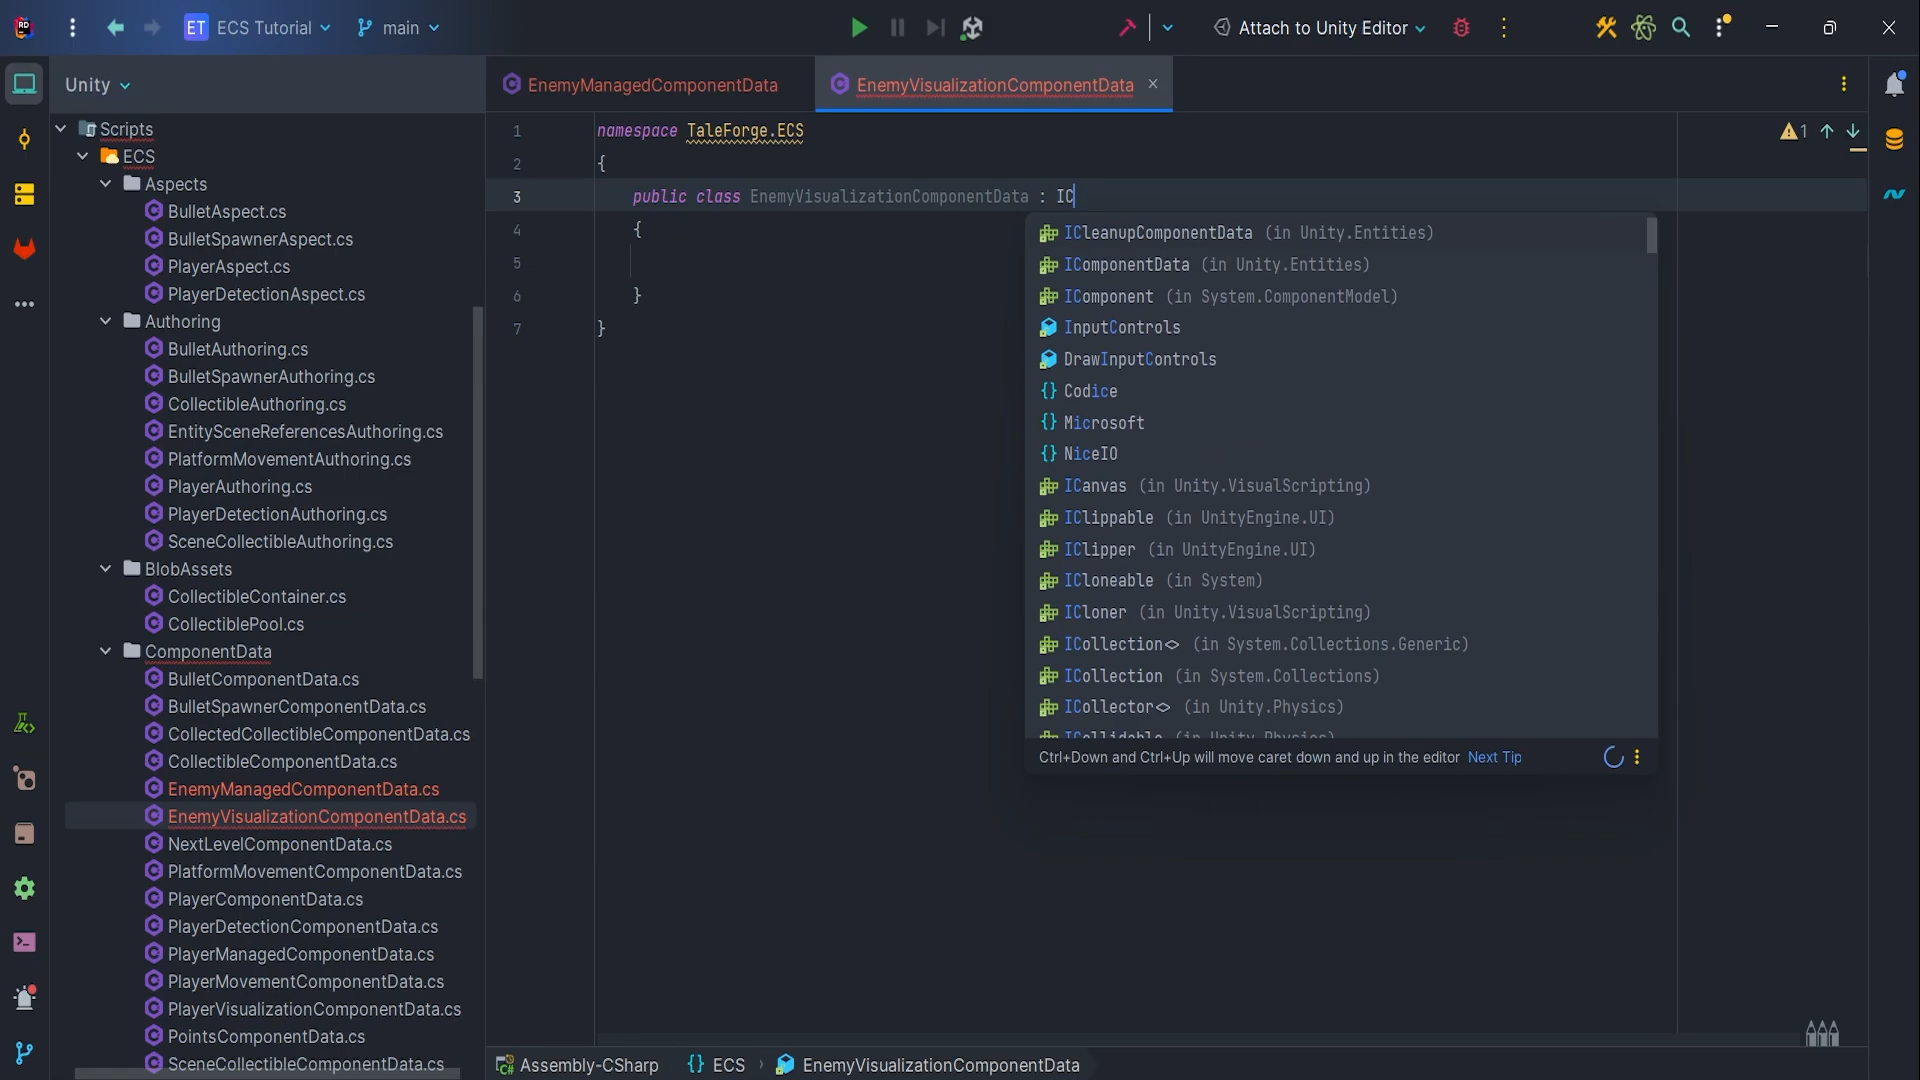 RD
ET ECS Tutorial
main
Attach to Unity Editor
Unity
EnemyManagedComponentData
EnemyVisualizationComponentData
Scripts
ECS
Aspects
BulletAspect.cs
BulletSpawnerAspect.cs
PlayerAspect.cs
PlayerDetectionAspect.cs
Authoring
BulletAuthoring.cs
BulletSpawnerAuthoring.cs
CollectibleAuthoring.cs
EntitySceneReferencesAuthoring.cs
PlatformMovementAuthoring.cs
PlayerAuthoring.cs
PlayerDetectionAuthoring.cs
SceneCollectibleAuthoring.cs
BlobAssets
CollectibleContainer.cs
CollectiblePool.cs
ComponentData
BulletComponentData.cs
BulletSpawnerComponentData.cs
CollectedCollectibleComponentData.cs
CollectibleComponentData.cs
EnemyManagedComponentData.cs
EnemyVisualizationComponentData.cs
NextLevelComponentData.cs
PlatformMovementComponentData.cs
PlayerComponentData.cs
PlayerDetectionComponentData.cs
PlayerManagedComponentData.cs
PlayerMovementComponentData.cs
PlayerVisualizationComponentData.cs
PointsComponentData.cs
SceneCollectibleComponentData.cs
1 namespace TaleForge.ECS
2 {
3 public class EnemyVisualizationComponentData : IC
4 {
5
6 }
7 }
1
ICleanupComponentData (in Unity.Entities)
IComponentData (in Unity.Entities)
IComponent (in System.ComponentModel)
InputControls
DrawInputControls
{} Codice
{} Microsoft
{} NiceIO
ICanvas (in Unity.VisualScripting)
IClippable (in UnityEngine.UI)
IClipper (in UnityEngine.UI)
ICloneable (in System)
ICloner (in Unity.VisualScripting)
ICollection<> (in System.Collections.Generic)
ICollection (in System.Collections)
ICollector<> (in Unity.Physics)
ICollidable (in Unity.Physics)
Ctrl+Down and Ctrl+Up will move caret down and up in the editor Next Tip
Assembly-CSharp {} ECS › EnemyVisualizationComponentData